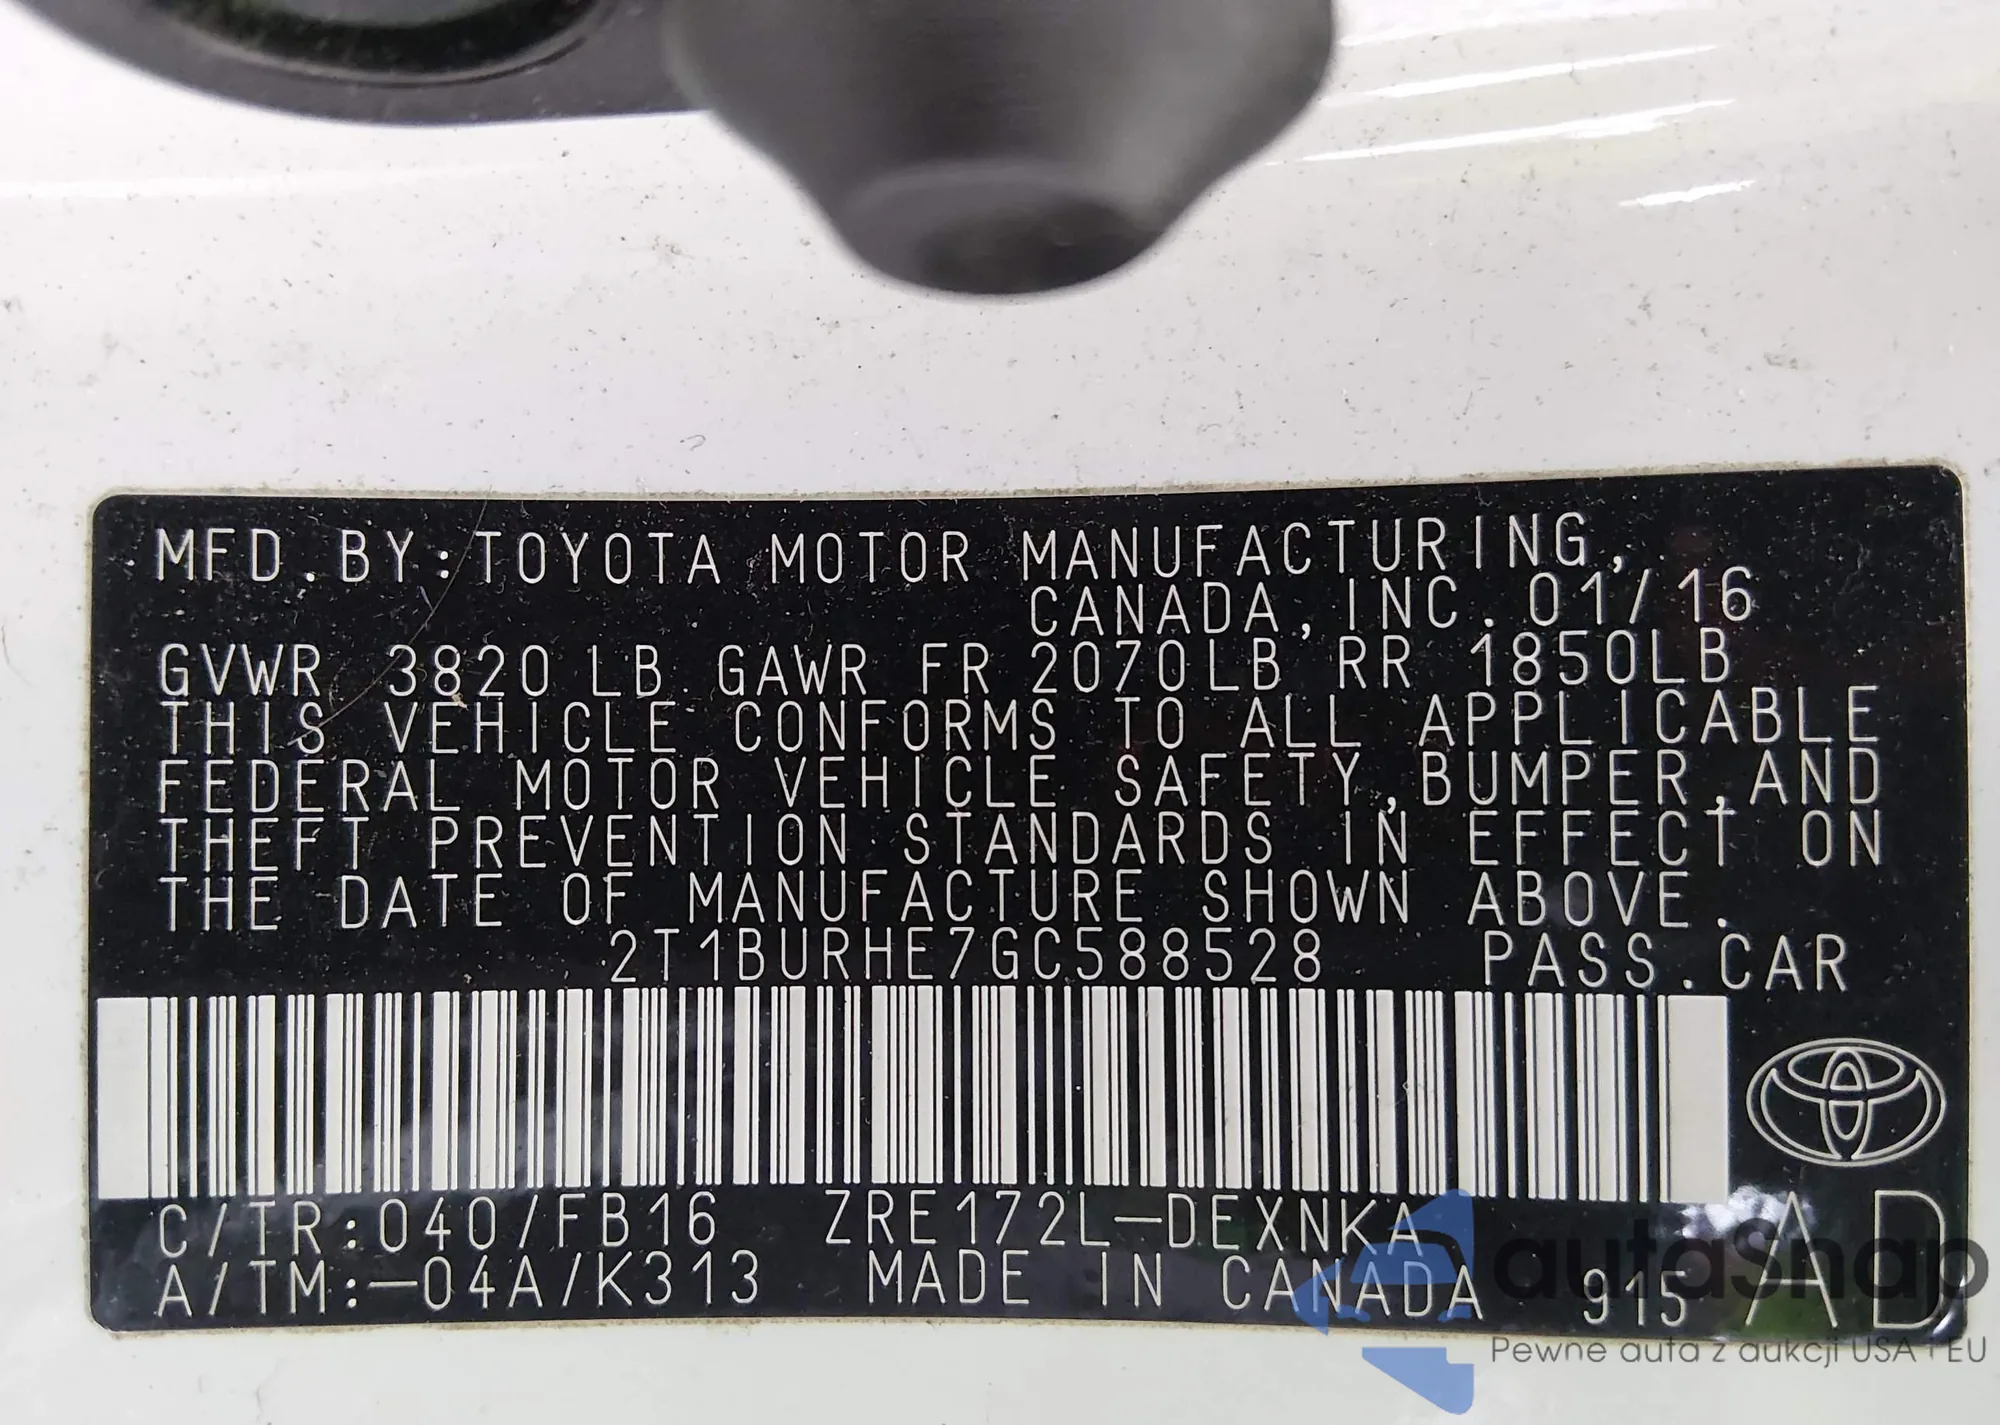 MFD.BY:TOYOTA MOTOR MANUFACTURING,
CANADA,INC.01/16
GVWR 3820LB GAWR FR 2070LB RR 1850LB
THIS VEHICLE CONFORMS TO ALL APPLICABLE
FEDERAL MOTOR VEHICLE SAFETY,BUMPER,AND
THEFT PREVENTION STANDARDS IN EFFECT ON
THE DATE OF MANUFACTURE SHOWN ABOVE.
2T1BURHE7GC588528 PASS.CAR
C/TR:040/FB16 ZRE172L-DEXNKA
A/TM:-04A/K313 MADE IN CANADA 915 AD
autaSnap
Pewne auta z aukcji USA i EU